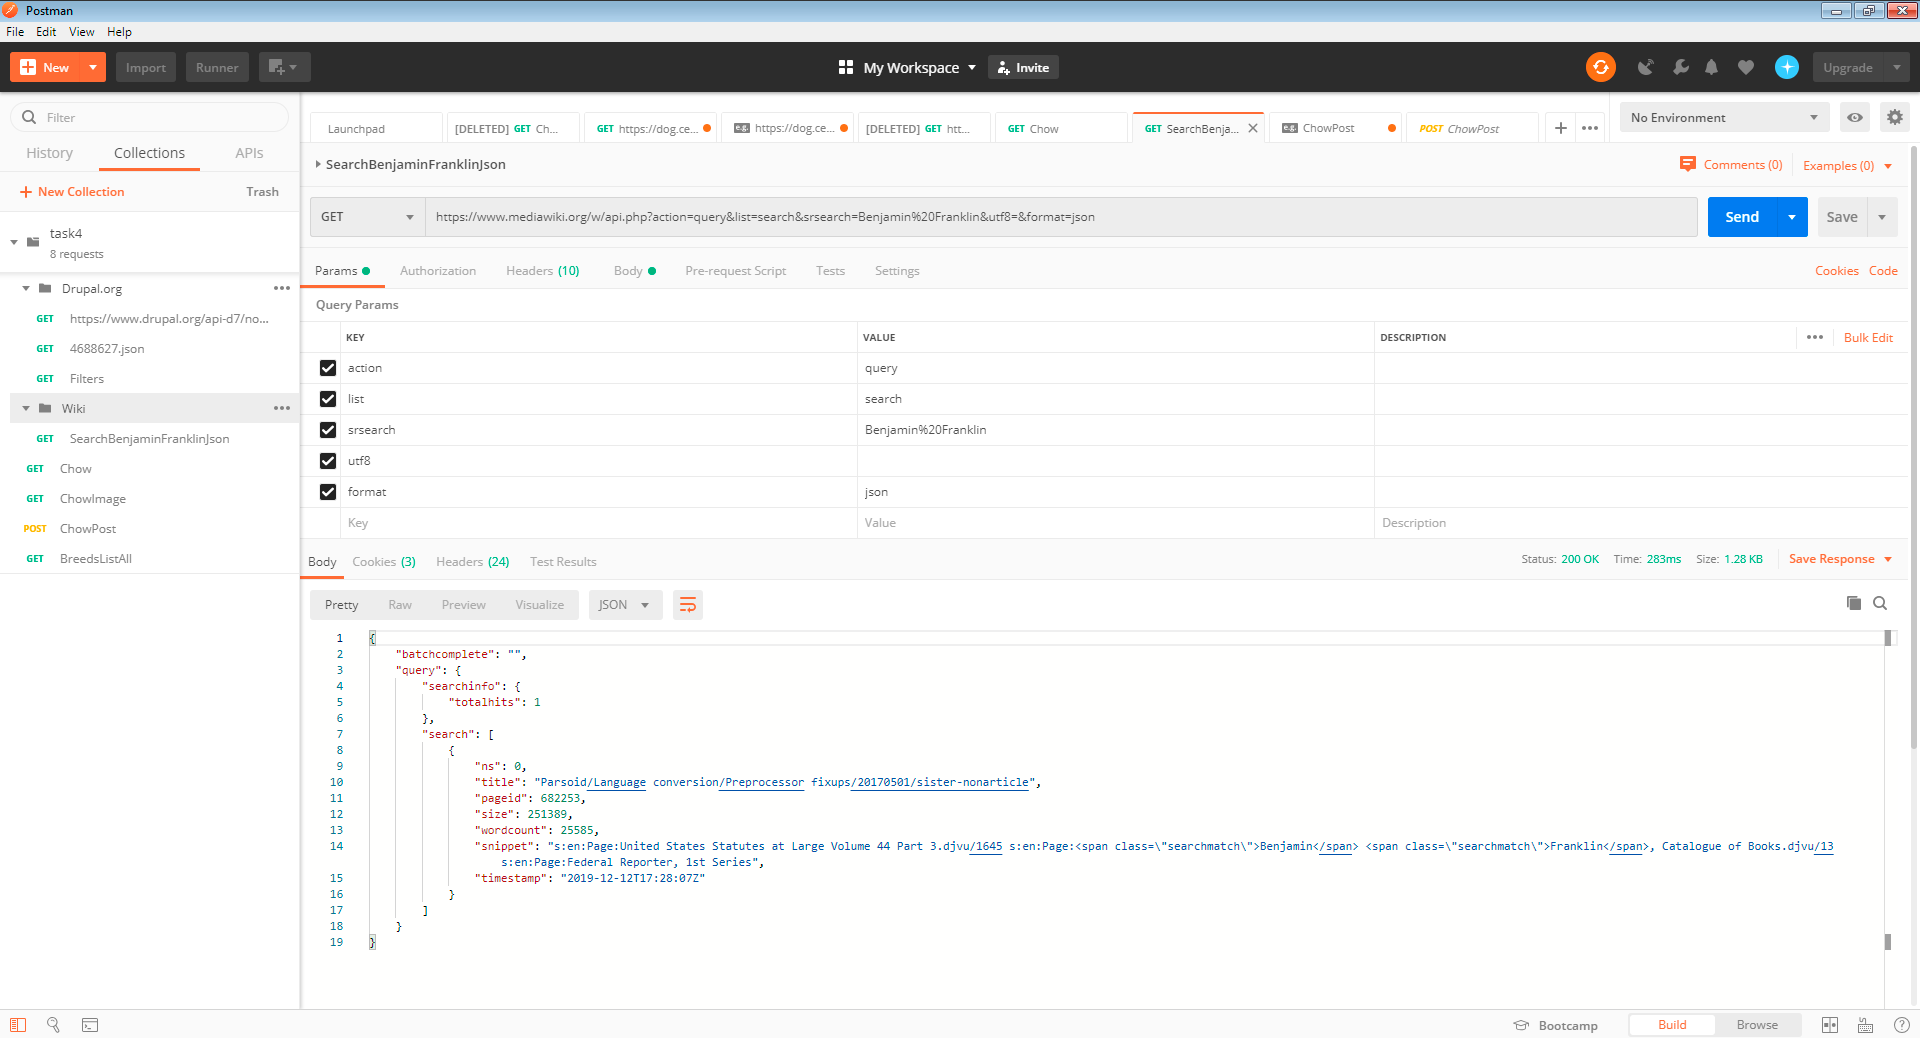 Postman
File Edit View Help
New Import Runner My Workspace Invite Upgrade
Filter
History Collections APIs
New Collection Trash
task4
8 requests
Drupal.org
GET https://www.drupal.org/api-d7/no...
GET 4688627.json
GET Filters
Wiki
GET SearchBenjaminFranklinJson
GET Chow
GET ChowImage
POST ChowPost
GET BreedsListAll
Launchpad [DELETED] GET Ch... GET https://dog.ce... e.g. https://dog.ce... [DELETED] GET htt... GET Chow GET SearchBenja... e.g. ChowPost POST ChowPost No Environment
SearchBenjaminFranklinJson Comments (0) Examples (0)
GET https://www.mediawiki.org/w/api.php?action=query&list=search&srsearch=Benjamin%20Franklin&utf8=&format=json Send Save
Params Authorization Headers (10) Body Pre-request Script Tests Settings Cookies Code
Query Params
KEY VALUE DESCRIPTION Bulk Edit
action query
list search
srsearch Benjamin%20Franklin
utf8
format json
Key Value Description
Body Cookies (3) Headers (24) Test Results Status: 200 OK Time: 283ms Size: 1.28 KB Save Response
Pretty Raw Preview Visualize JSON
1 {
2 "batchcomplete": "",
3 "query": {
4 "searchinfo": {
5 "totalhits": 1
6 },
7 "search": [
8 {
9 "ns": 0,
10 "title": "Parsoid/Language conversion/Preprocessor fixups/20170501/sister-nonarticle",
11 "pageid": 682253,
12 "size": 251389,
13 "wordcount": 25585,
14 "snippet": "s:en:Page:United States Statutes at Large Volume 44 Part 3.djvu/1645 s:en:Page:<span class=\"searchmatch\">Benjamin</span> <span class=\"searchmatch\">Franklin</span>, Catalogue of Books.djvu/13
s:en:Page:Federal Reporter, 1st Series",
15 "timestamp": "2019-12-12T17:28:07Z"
16 }
17 ]
18 }
19 }
Bootcamp Build Browse